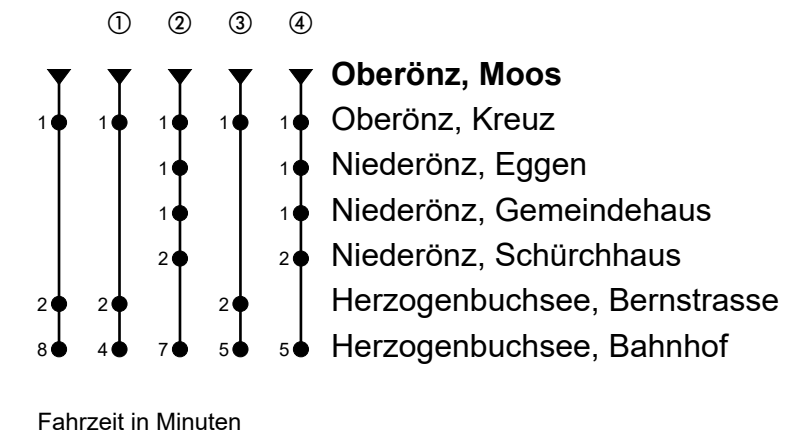 ① ② ③ ④
Oberönz, Moos
1 1 1 1 1 Oberönz, Kreuz
1 1 Niederönz, Eggen
1 1 Niederönz, Gemeindehaus
2 2 Niederönz, Schürchhaus
2 2 2 Herzogenbuchsee, Bernstrasse
8 4 7 5 5 Herzogenbuchsee, Bahnhof
Fahrzeit in Minuten